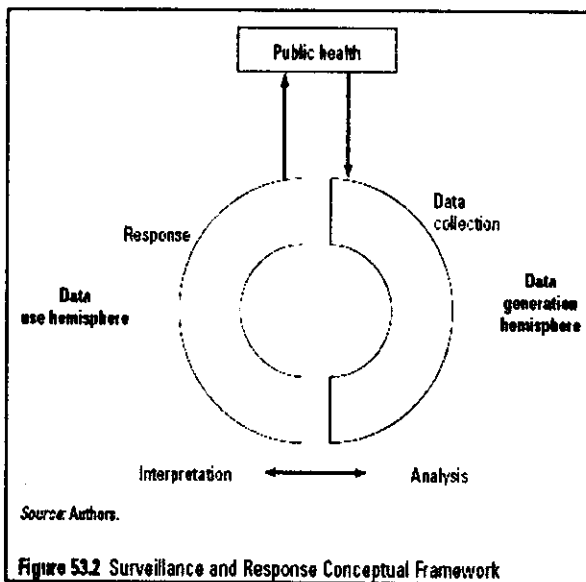 Public health
Data
collection
Response
Data
use hemisphere
Data
generation
hemisphere
Interpretation
Analysis
Source: Authors.
Figure 53.2 Surveillance and Response Conceptual Framework